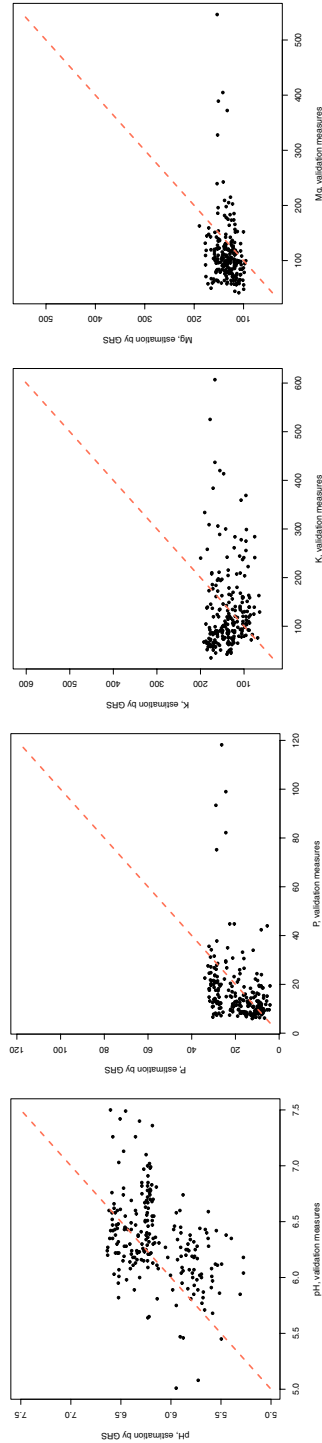 pH, estimation by GRS
7.5
7.0
6.5
6.0
5.5
5.0
5.0 5.5 6.0 6.5 7.0 7.5
pH, validation measures
P, estimation by GRS
120
100
80
60
40
20
0
0 20 40 60 80 100 120
P, validation measures
K, estimation by GRS
600
500
400
300
200
100
100 200 300 400 500 600
K, validation measures
Mg, estimation by GRS
500
400
300
200
100
100 200 300 400 500
Mg, validation measures